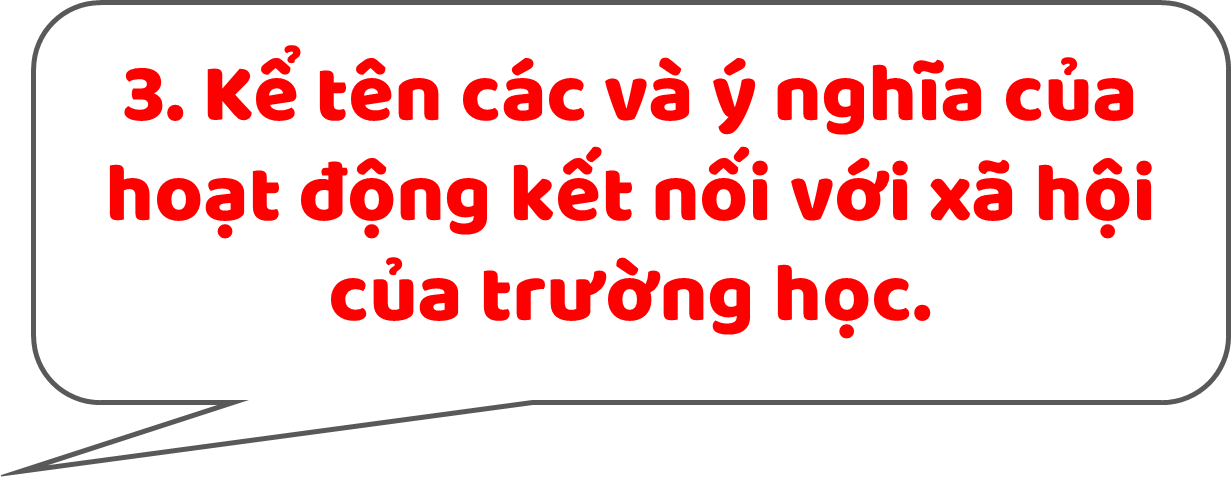 3. Kể tên các và ý nghĩa của
hoạt động kết nối với xã hội
của trường học.